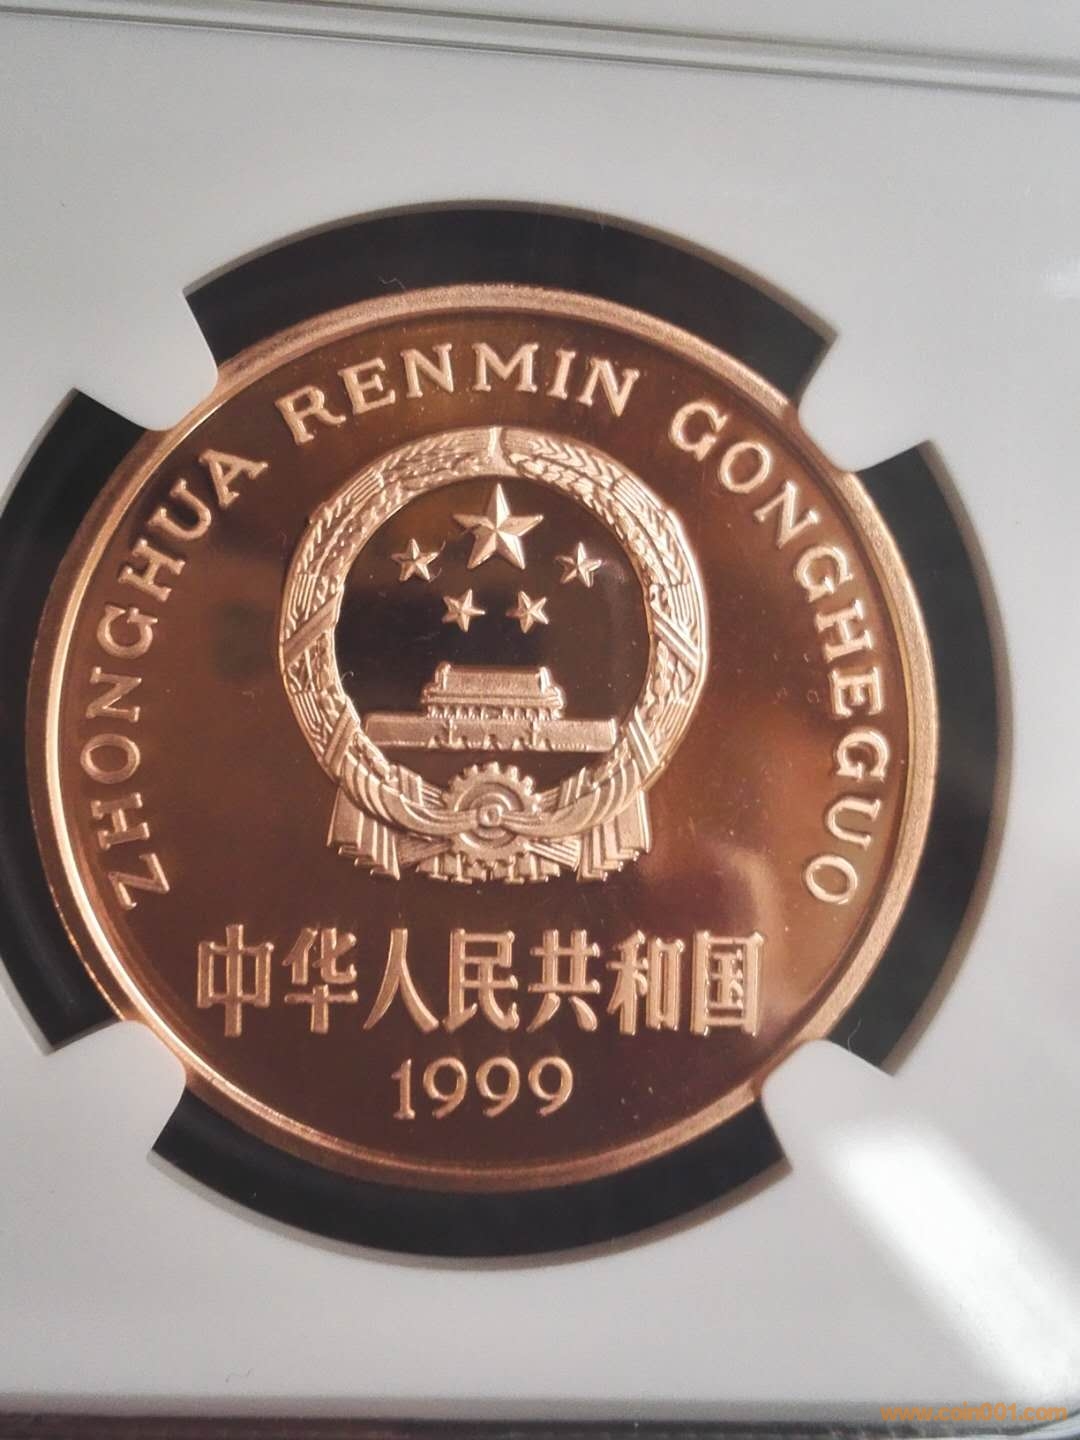 ZHONGHUA RENMIN GONGHEGUO
中华人民共和国
1999
www.coin001.com